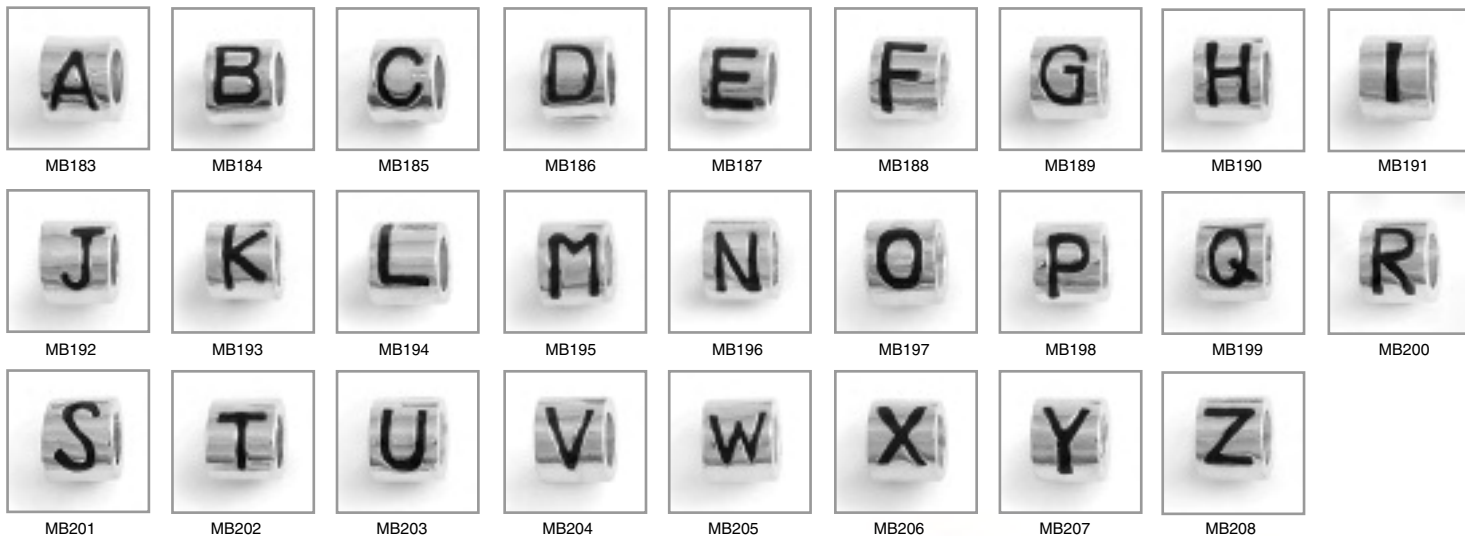 A B C D E F G H I
MB183 MB184 MB185 MB186 MB187 MB188 MB189 MB190 MB191
J K L M N O P Q R
MB192 MB193 MB194 MB195 MB196 MB197 MB198 MB199 MB200
S T U V W X Y Z
MB201 MB202 MB203 MB204 MB205 MB206 MB207 MB208